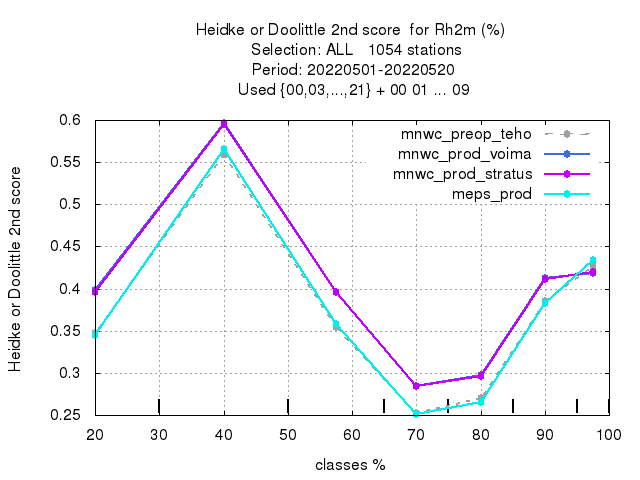 Heidke or Doolittle 2nd score  for Rh2m (%)
Selection: ALL   1054 stations
Period: 20220501-20220520
Used {00,03,...,21} + 00 01 ... 09
mnwc_preop_teho
mnwc_prod_voima
mnwc_prod_stratus
meps_prod
Heidke or Doolittle 2nd score
0.6
0.55
0.5
0.45
0.4
0.35
0.3
0.25
20 30 40 50 60 70 80 90 100
classes %